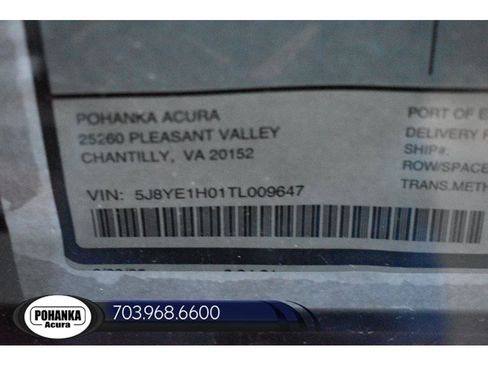 POHANKA ACURA
25260 PLEASANT VALLEY
CHANTILLY, VA 20152
VIN: 5J8YE1H01TL009647
PORT OF E
DELIVERY
SHIP#:
ROW/SPACE
TRANS.METH
POHANKA
Acura
703.968.6600